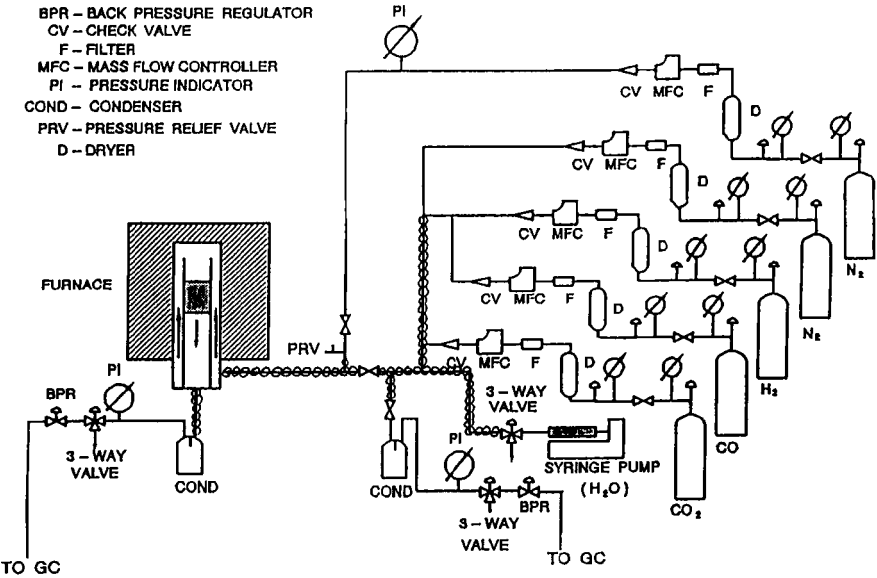 BPR – BACK PRESSURE REGULATOR
CV – CHECK VALVE
F – FILTER
MFC – MASS FLOW CONTROLLER
PI – PRESSURE INDICATOR
COND – CONDENSER
PRV – PRESSURE RELIEF VALVE
D – DRYER
PI
CV MFC F
D
CV MFC F
D
N₂
CV MFC F
D
N₂
FURNACE
CV MFC F
D
H₂
PRV
CV MFC F
D
CO
3 – WAY
VALVE
PI
BPR
3 – WAY
VALVE
COND
PI
COND
SYRINGE PUMP
(H₂O)
CO₂
BPR
3 – WAY
VALVE
TO GC
TO GC